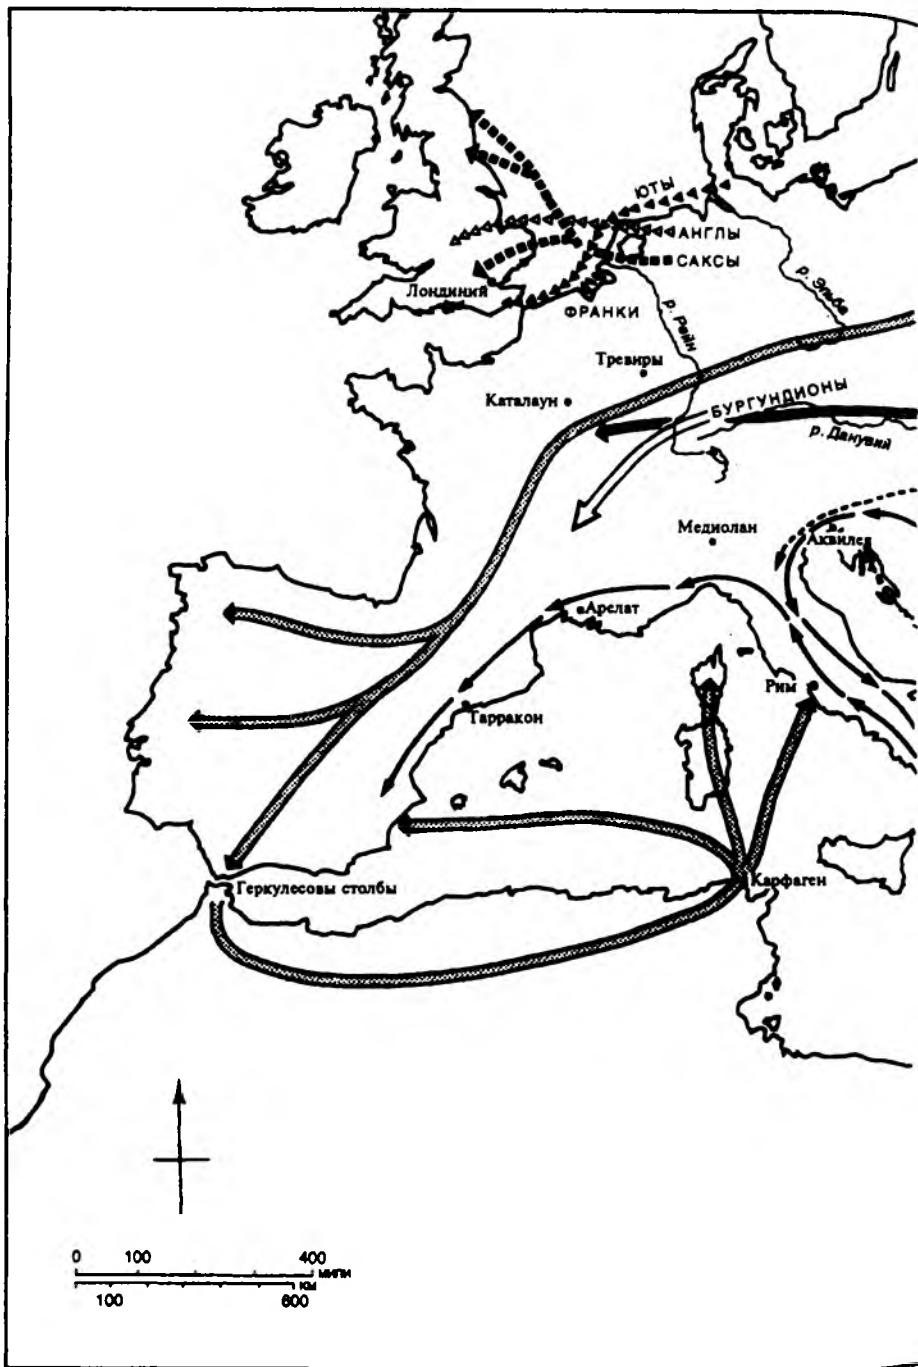 ЮТЫ
АНГЛЫ
САКСЫ
р. Эльба
Лондиний
ФРАНКИ
р. Рейн
Тревиры
Каталаун
БУРГУНДИОНЫ
р. Данувий
Медиолан
Аквилея
Арелат
Рим
Тарракон
Геркулесовы столбы
Карфаген
0 100 400
мили
км
100 600